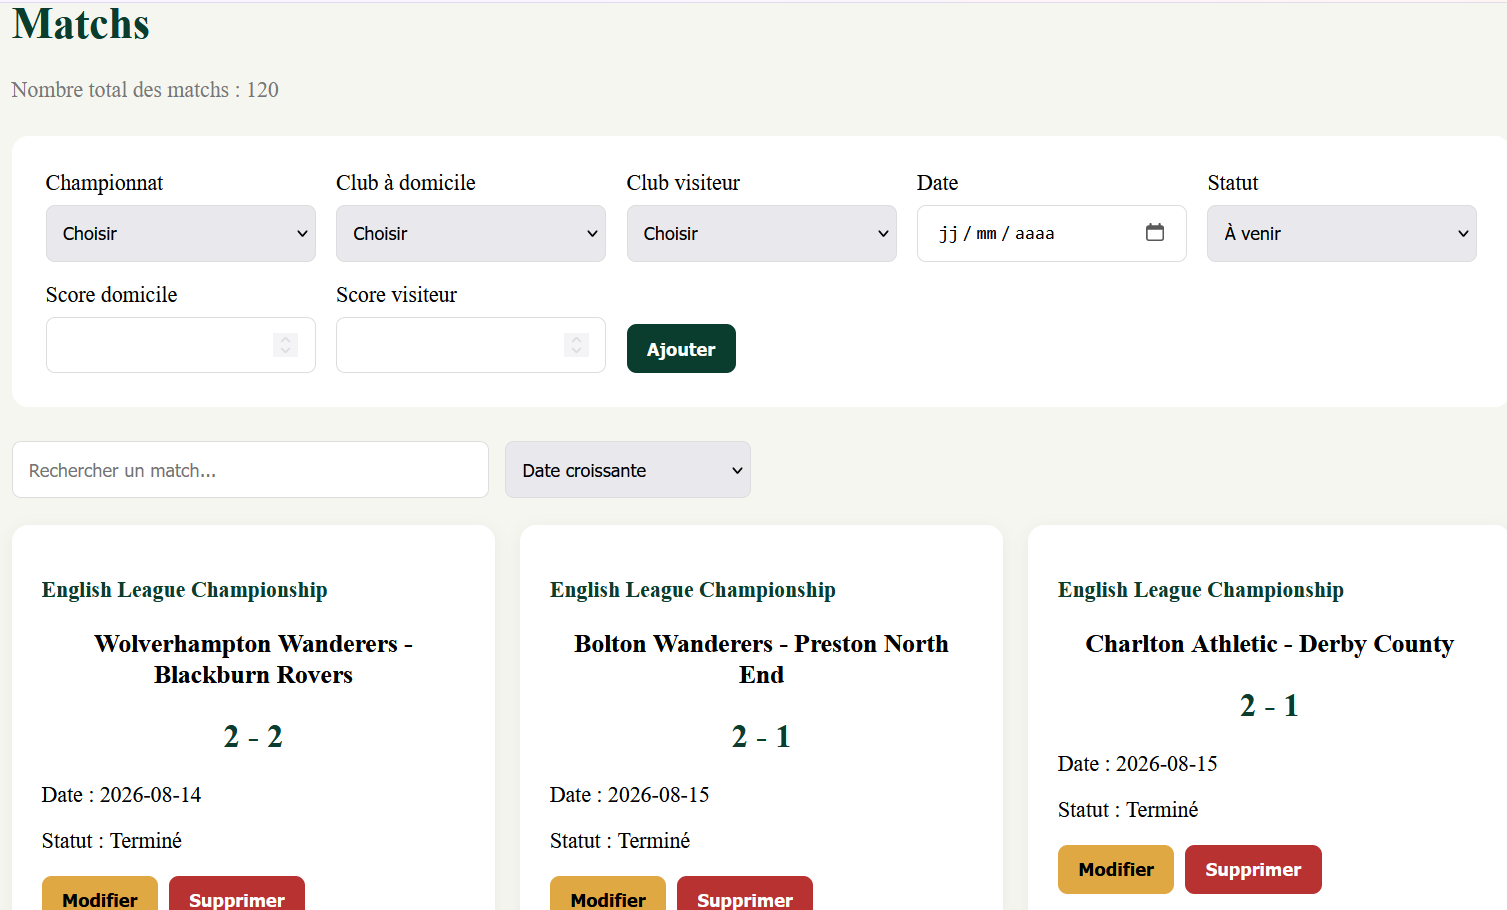 Matchs
Nombre total des matchs : 120
Championnat
Club à domicile
Club visiteur
Date
Statut
Choisir
Choisir
Choisir
jj / mm / aaaa
À venir
Score domicile
Score visiteur
Ajouter
Rechercher un match...
Date croissante
English League Championship
Wolverhampton Wanderers -
Blackburn Rovers
2 - 2
Date : 2026-08-14
Statut : Terminé
Modifier
Supprimer
English League Championship
Bolton Wanderers - Preston North
End
2 - 1
Date : 2026-08-15
Statut : Terminé
Modifier
Supprimer
English League Championship
Charlton Athletic - Derby County
2 - 1
Date : 2026-08-15
Statut : Terminé
Modifier
Supprimer